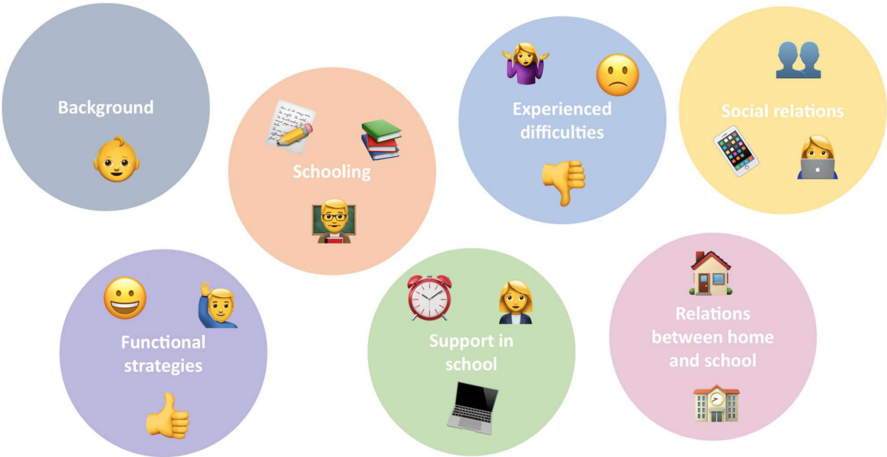 Background
Schooling
Experienced
difficulties
Social relations
Functional
strategies
Support in
school
Relations
between home
and school